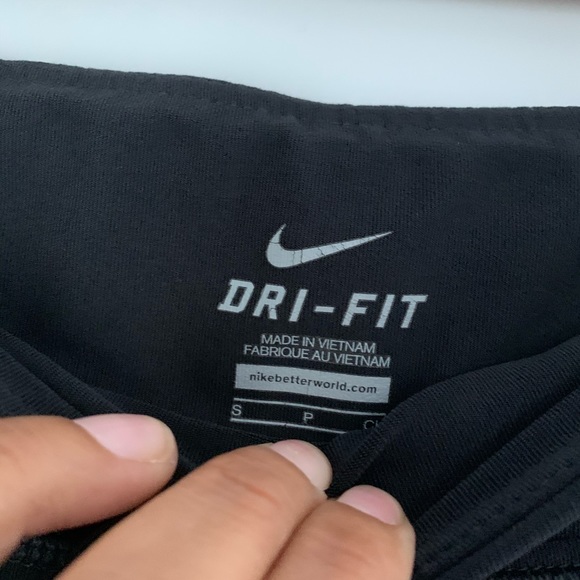 DRI-FIT
MADE IN VIETNAM
FABRIQUE AU VIETNAM
nikebetterworld.com
S P